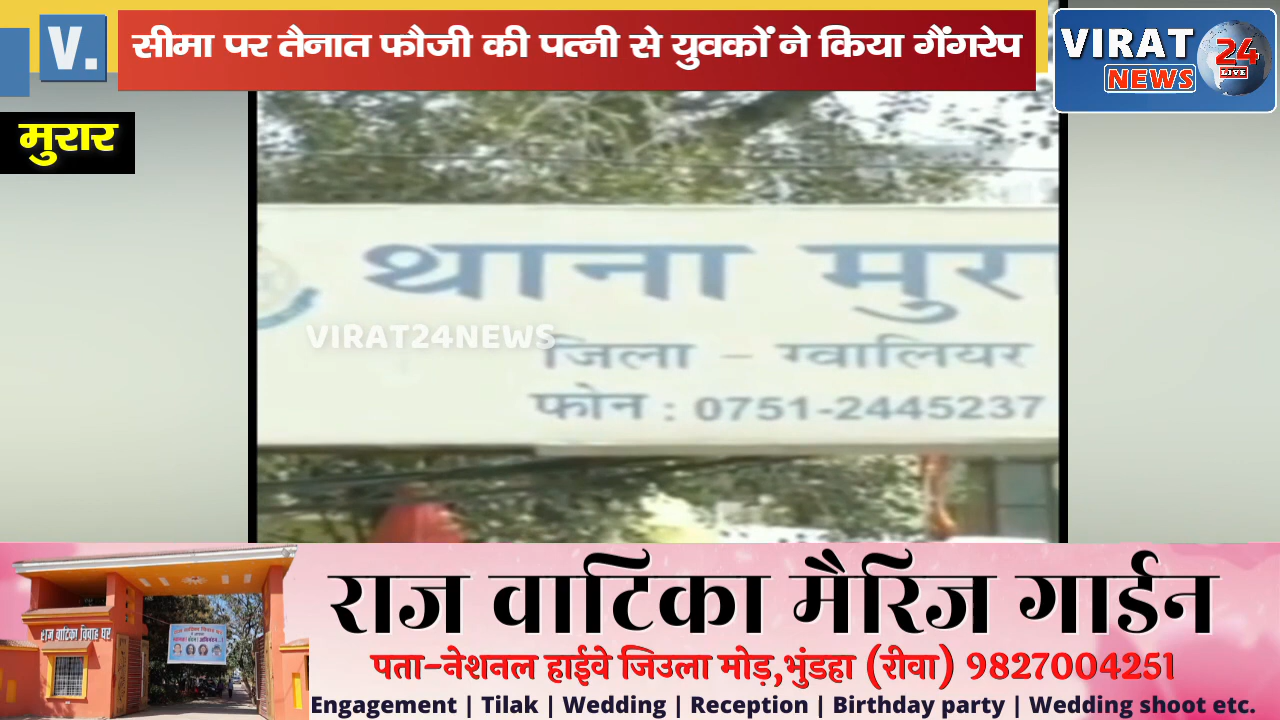 V.
सीमा पर तैनात फौजी की पत्नी से युवकों ने किया गैंगरेप
VIRAT
24
NEWS
LIVE
मुरार
थाना मुरा
VIRAT24NEWS
जिला - ग्वालियर
फोन : 0751-2445237
राज वाटिका मैरिज गार्डन
राज वाटिका विवाह घर
पता-नेशनल हाईवे जिउला मोड़,भुंडहा (रीवा) 9827004251
Engagement | Tilak | Wedding | Reception | Birthday party | Wedding shoot etc.